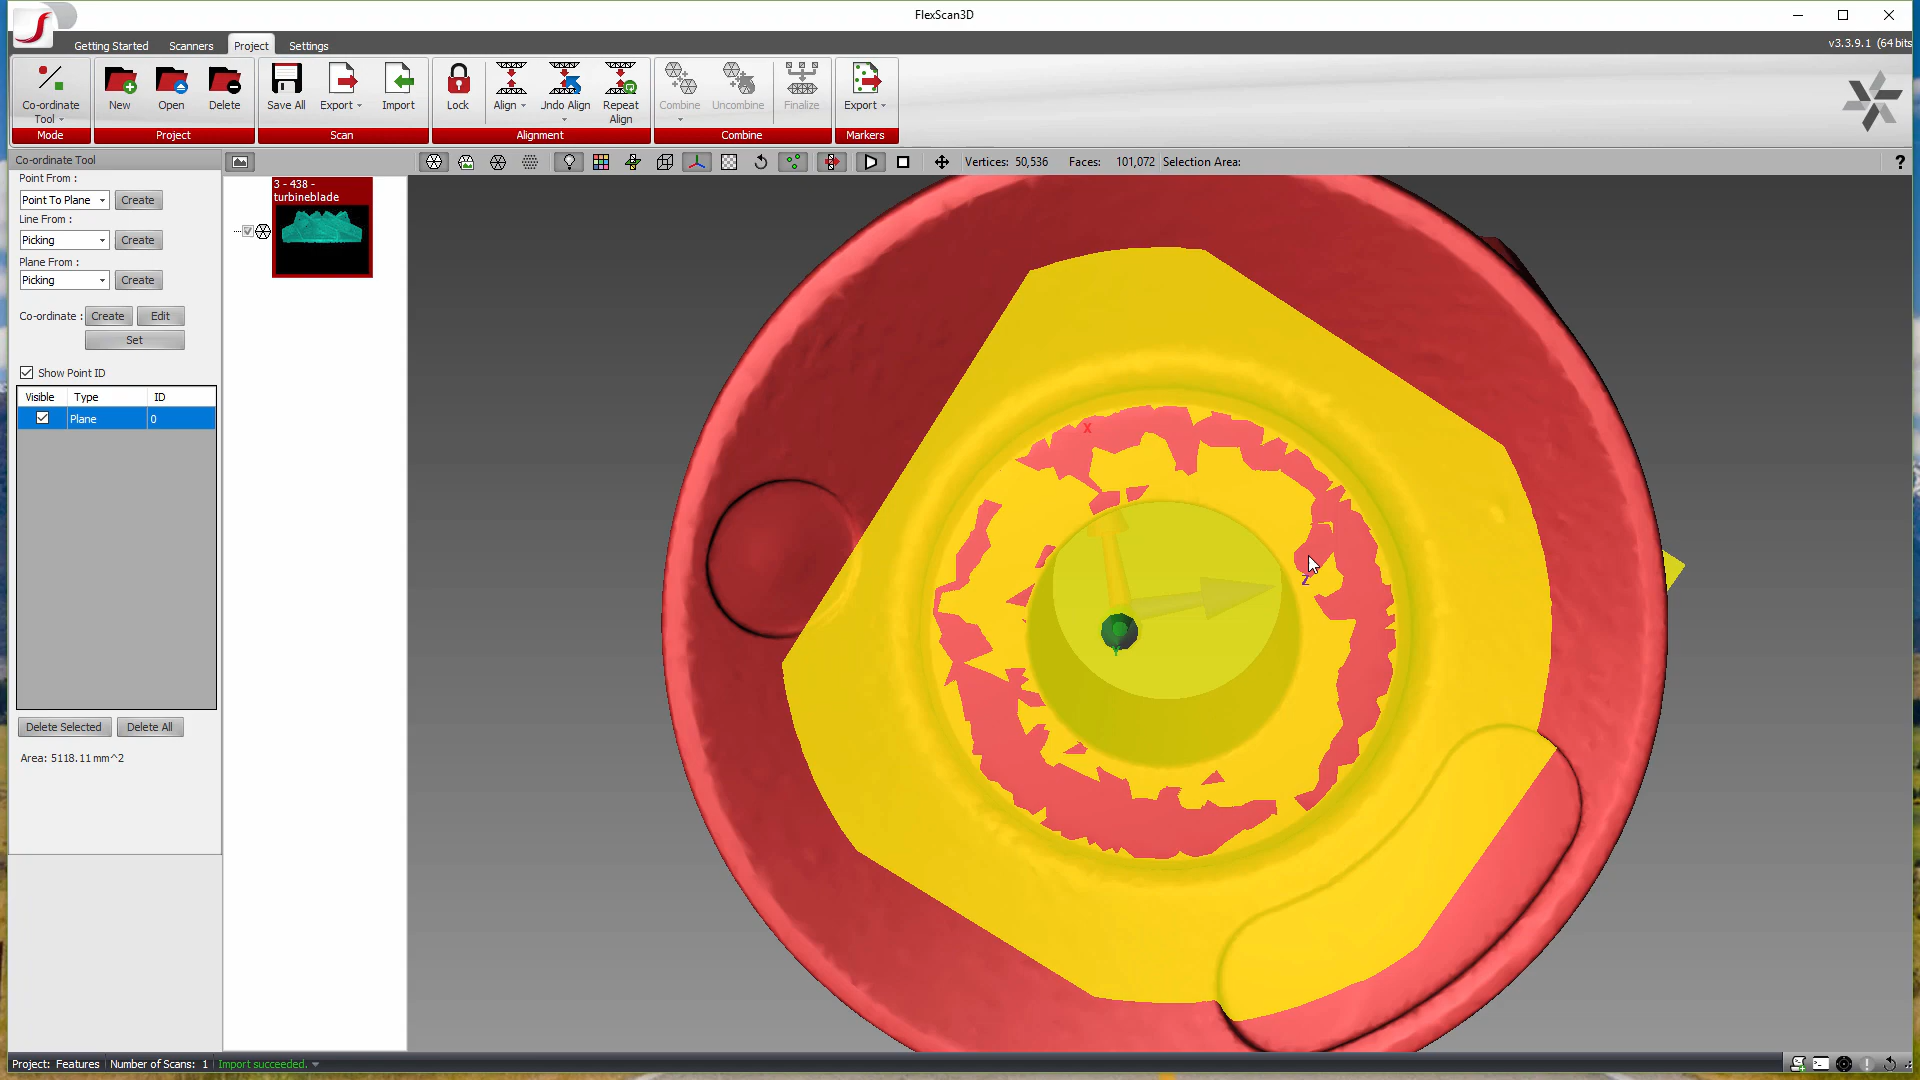 FlexScan3D
Getting Started Scanners Project Settings
v3.3.9.1 (64 bits
Co-ordinate Tool
New Open Delete
Save All Export Import
Lock Align Undo Align Repeat Align
Combine Uncombine Finalize
Export
Mode Project Scan Alignment Combine Markers
Co-ordinate Tool
Vertices: 50,536 Faces: 101,072 Selection Area:
?
Point From :
Point To Plane Create
Line From :
Picking Create
Plane From :
Picking Create
Co-ordinate : Create Edit
Set
Show Point ID
Visible Type ID
Plane 0
Delete Selected Delete All
Area: 5118.11 mm^2
3 - 438 -
turbineblade
X
Z
Y
Project: Features Number of Scans: 1 Import succeeded.